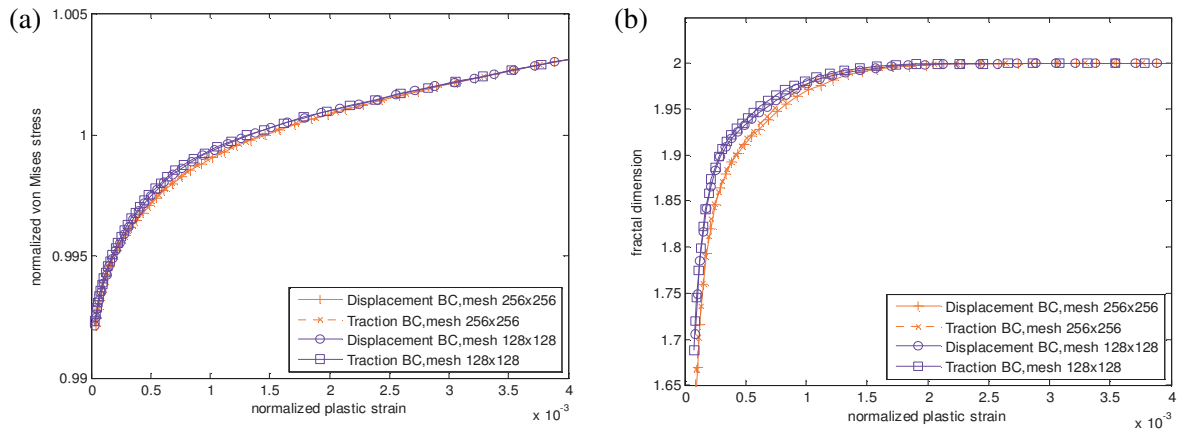 (a)
1.005
1
0.995
0.99
normalized von Mises stress
0 0.5 1 1.5 2 2.5 3 3.5 4
x 10⁻³
normalized plastic strain
Displacement BC,mesh 256x256
Traction BC,mesh 256x256
Displacement BC,mesh 128x128
Traction BC,mesh 128x128
(b)
2
1.95
1.9
1.85
1.8
1.75
1.7
1.65
fractal dimension
0 0.5 1 1.5 2 2.5 3 3.5 4
x 10⁻³
normalized plastic strain
Displacement BC,mesh 256x256
Traction BC,mesh 256x256
Displacement BC,mesh 128x128
Traction BC,mesh 128x128